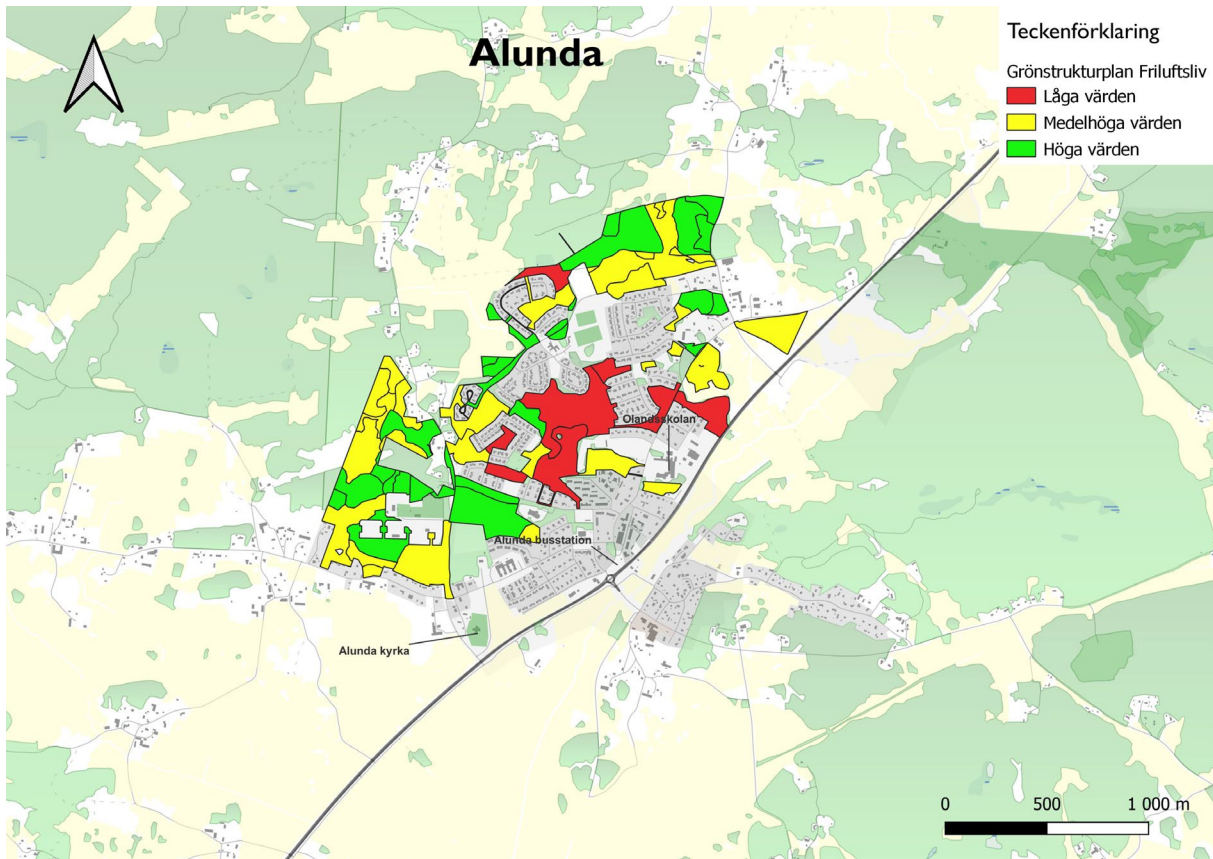 Alunda
Teckenförklaring
Grönstrukturplan Friluftsliv
Låga värden
Medelhöga värden
Höga värden
Olandsskolan
Alunda busstation
Alunda kyrka
0 500 1 000 m